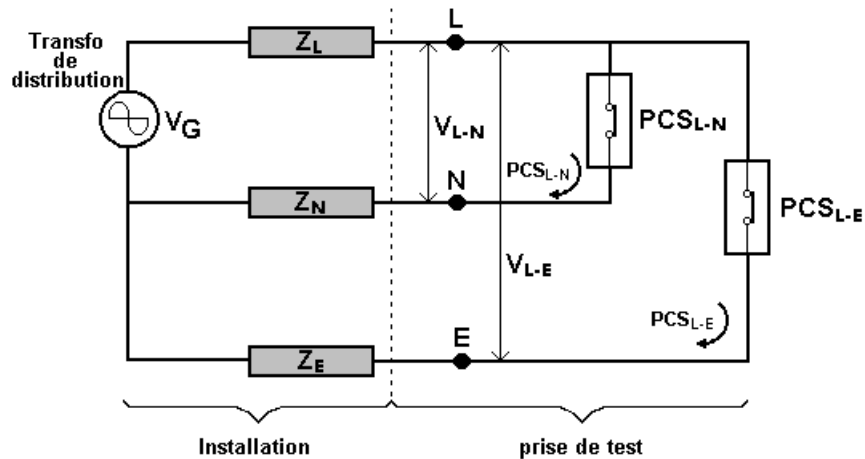 Transfo
de
distribution
V_G
Z_L
L
V_L-N
PCS_L-N
PCS_L-N
Z_N
N
PCS_L-E
V_L-E
PCS_L-E
Z_E
E
Installation
prise de test